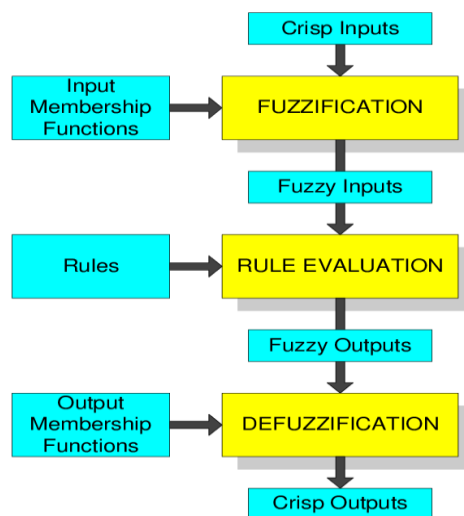 Crisp Inputs
Input
Membership
Functions
FUZZIFICATION
Fuzzy Inputs
Rules
RULE EVALUATION
Fuzzy Outputs
Output
Membership
Functions
DEFUZZIFICATION
Crisp Outputs